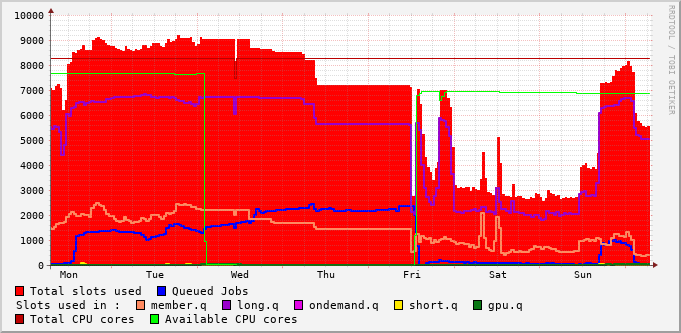 10000
9000
8000
7000
6000
5000
4000
3000
2000
1000
0
Mon Tue Wed Thu Fri Sat Sun
RRDTOOL / TOBI OETIKER
Total slots used Queued Jobs
Slots used in : member.q long.q ondemand.q short.q gpu.q
Total CPU cores Available CPU cores